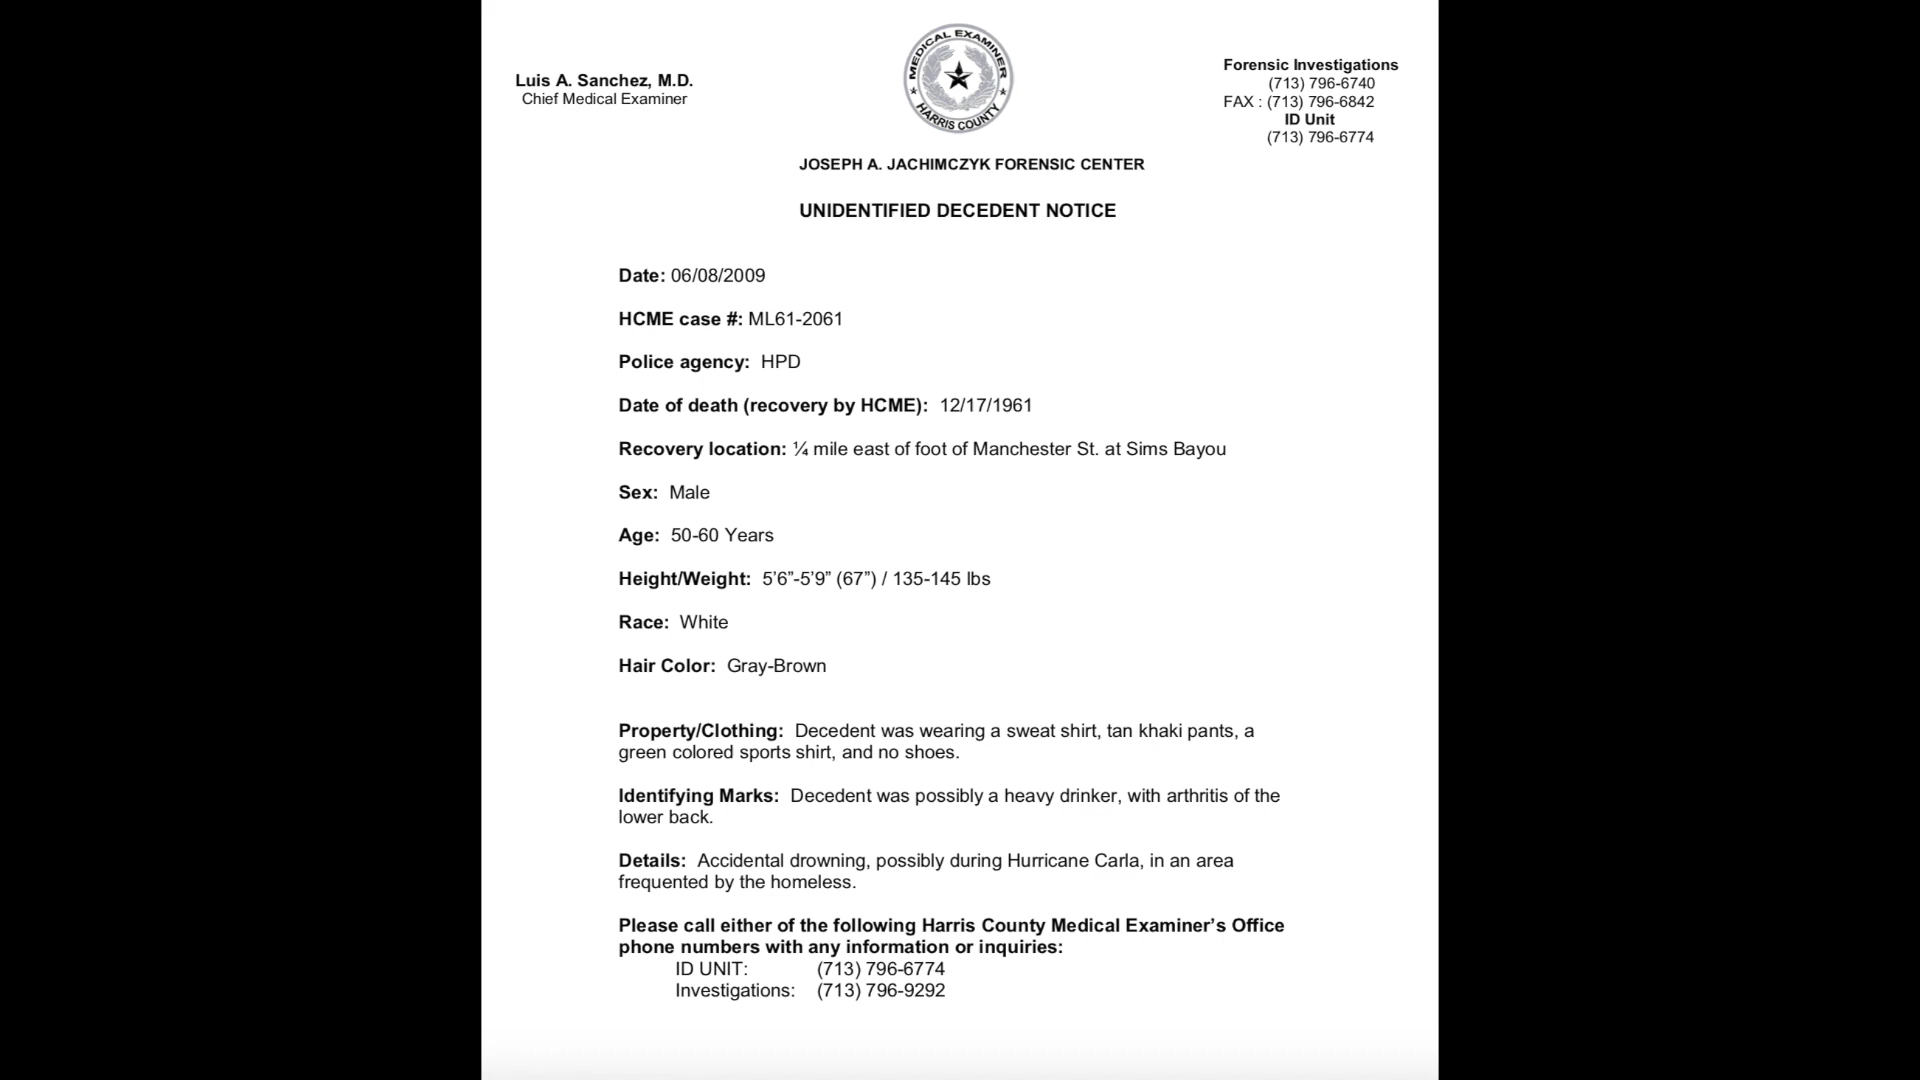 Luis A. Sanchez, M.D.
Chief Medical Examiner
MEDICAL EXAMINER
HARRIS COUNTY
Forensic Investigations
(713) 796-6740
FAX : (713) 796-6842
ID Unit
(713) 796-6774
JOSEPH A. JACHIMCZYK FORENSIC CENTER
UNIDENTIFIED DECEDENT NOTICE
Date: 06/08/2009
HCME case #: ML61-2061
Police agency: HPD
Date of death (recovery by HCME): 12/17/1961
Recovery location: ¼ mile east of foot of Manchester St. at Sims Bayou
Sex: Male
Age: 50-60 Years
Height/Weight: 5’6”-5’9” (67”) / 135-145 lbs
Race: White
Hair Color: Gray-Brown
Property/Clothing: Decedent was wearing a sweat shirt, tan khaki pants, a
green colored sports shirt, and no shoes.
Identifying Marks: Decedent was possibly a heavy drinker, with arthritis of the
lower back.
Details: Accidental drowning, possibly during Hurricane Carla, in an area
frequented by the homeless.
Please call either of the following Harris County Medical Examiner’s Office
phone numbers with any information or inquiries:
ID UNIT: (713) 796-6774
Investigations: (713) 796-9292